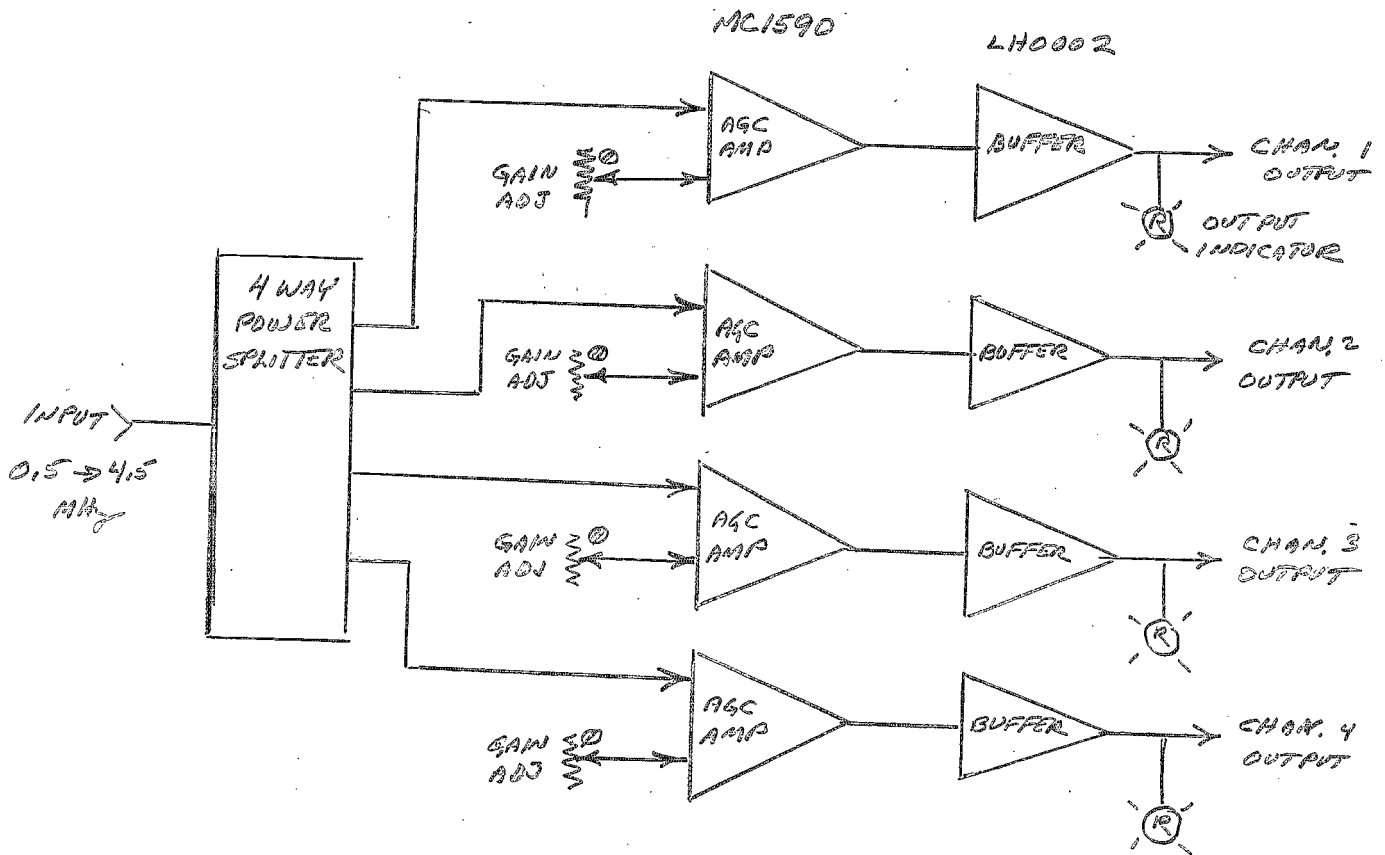 MC1590
LH0002
AGC
AMP
BUFFER
CHAN. 1
OUTPUT
GAIN
ADJ
R
OUTPUT
INDICATOR
4 WAY
POWER
SPLITTER
AGC
AMP
BUFFER
CHAN. 2
OUTPUT
GAIN
ADJ
R
INPUT
0.5 → 4.5
MHz
AGC
AMP
BUFFER
CHAN. 3
OUTPUT
GAIN
ADJ
R
AGC
AMP
BUFFER
CHAN. 4
OUTPUT
GAIN
ADJ
R